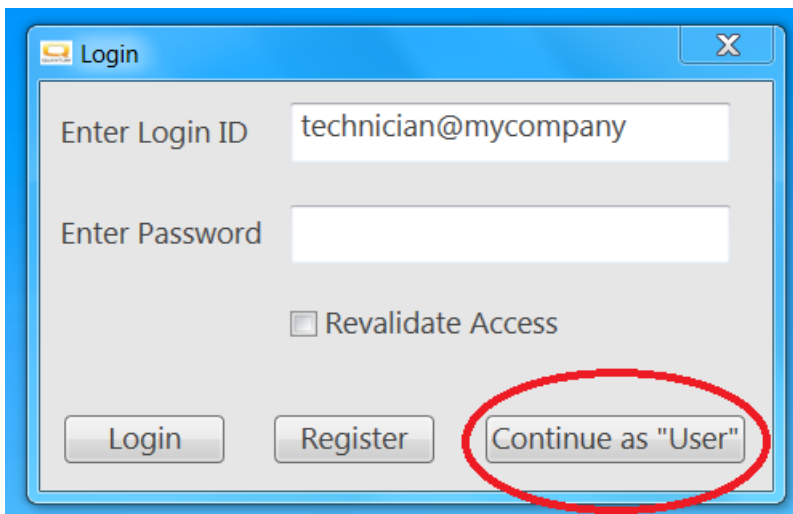 Login
Enter Login ID technician@mycompany
Enter Password
Revalidate Access
Login Register Continue as "User"